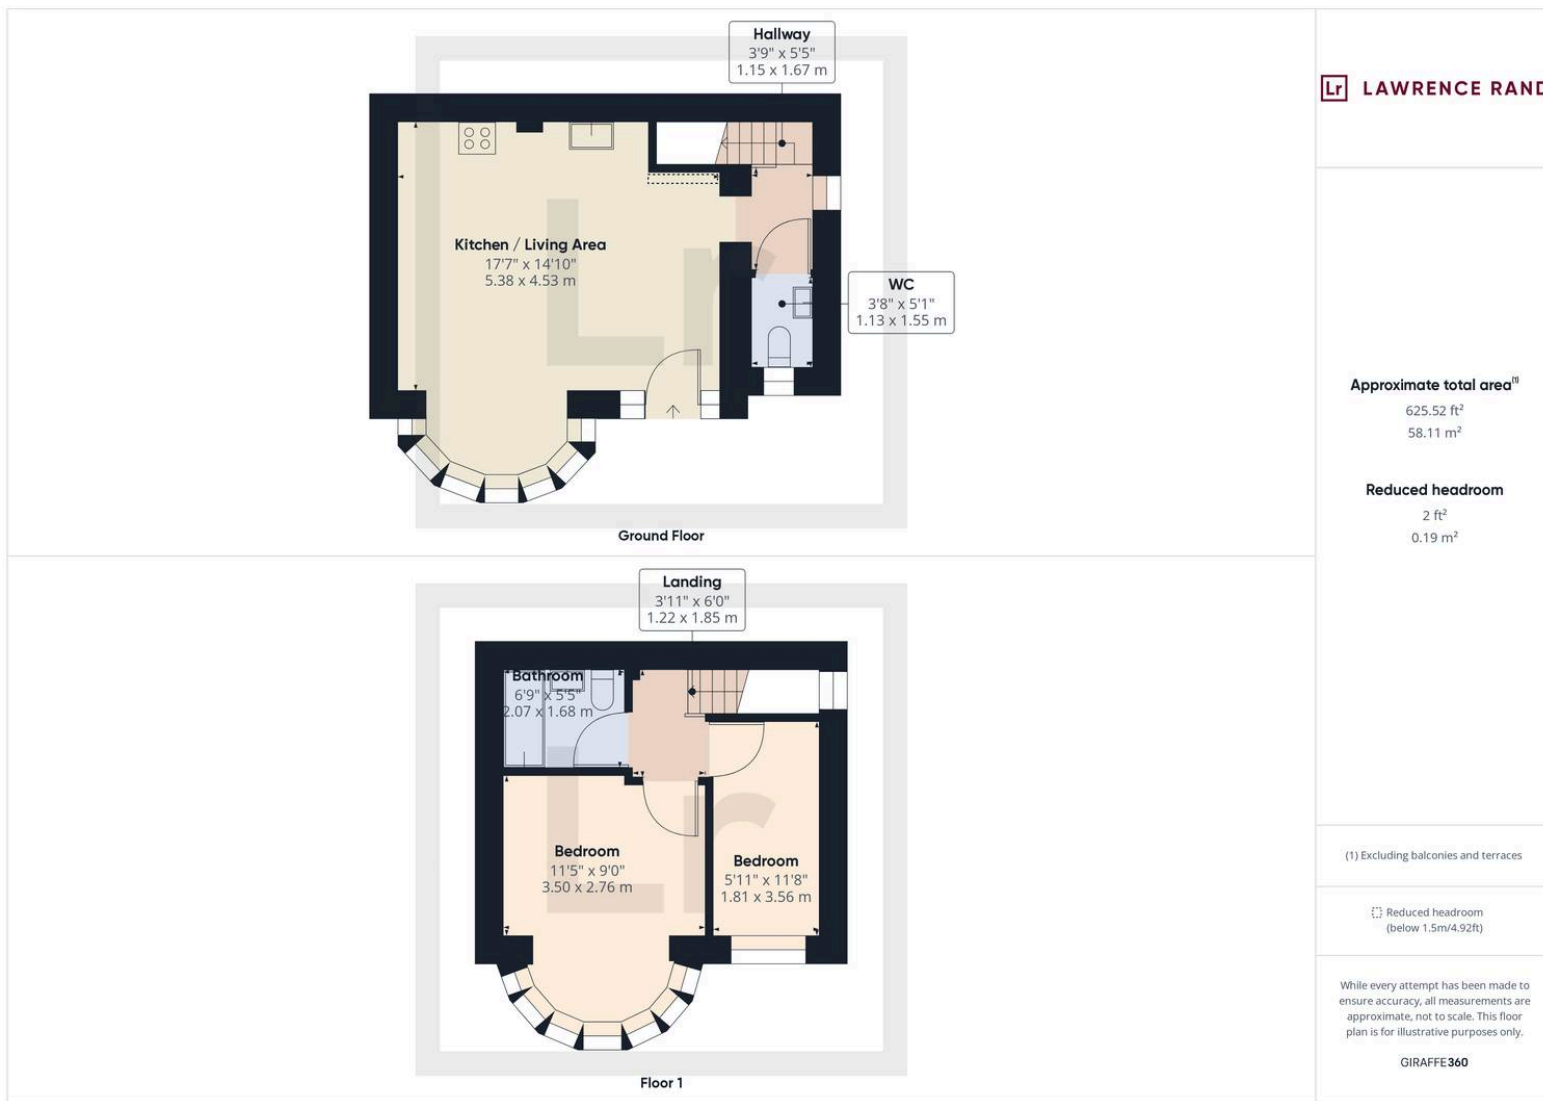 Hallway
3'9" x 5'5"
1.15 x 1.67 m
Kitchen / Living Area
17'7" x 14'10"
5.38 x 4.53 m
WC
3'8" x 5'1"
1.13 x 1.55 m
Ground Floor
Landing
3'11" x 6'0"
1.22 x 1.85 m
Bathroom
6'9" x 5'5"
2.07 x 1.68 m
Bedroom
11'5" x 9'0"
3.50 x 2.76 m
Bedroom
5'11" x 11'8"
1.81 x 3.56 m
Floor 1
Lr
Lr
Lr LAWRENCE RAND
Approximate total area(1)
625.52 ft²
58.11 m²
Reduced headroom
2 ft²
0.19 m²
(1) Excluding balconies and terraces
Reduced headroom
(below 1.5m/4.92ft)
While every attempt has been made to
ensure accuracy, all measurements are
approximate, not to scale. This floor
plan is for illustrative purposes only.
GIRAFFE360